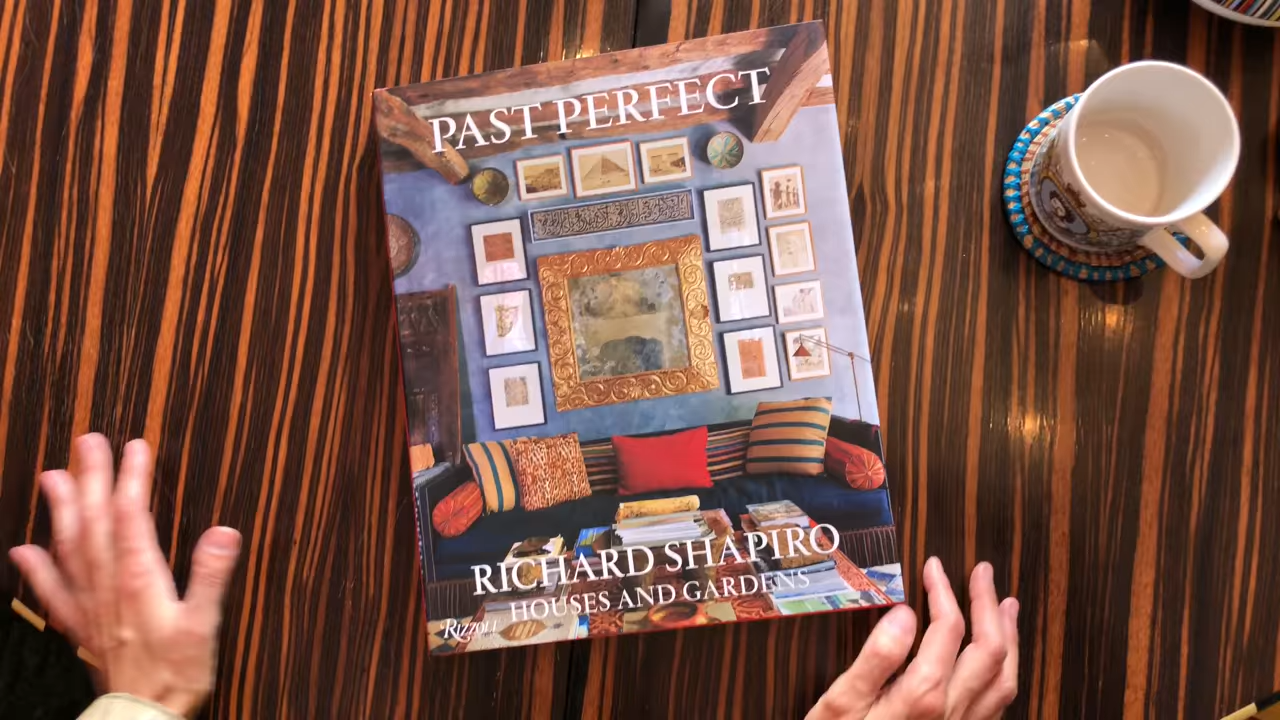 PAST PERFECT
RICHARD SHAPIRO
HOUSES AND GARDENS
RIZZOLI